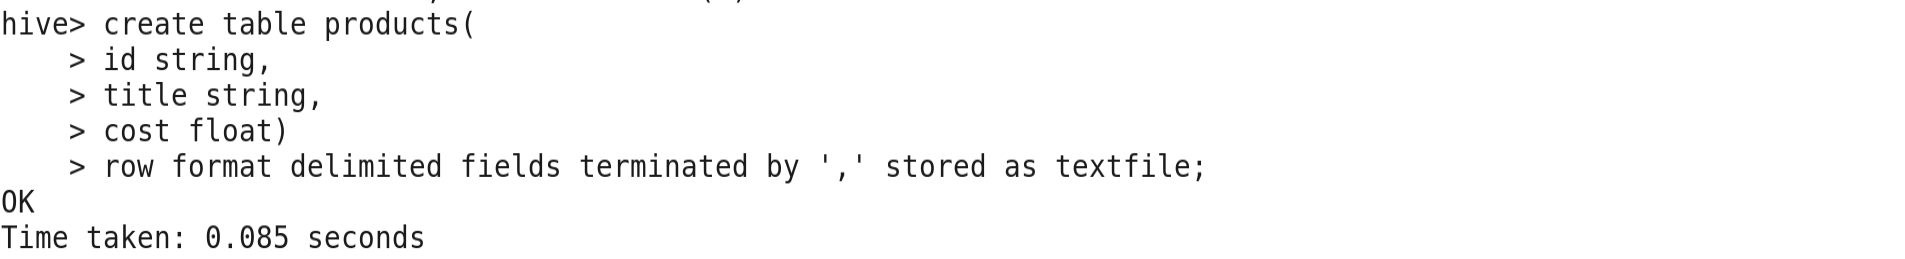 hive> create table products(
    > id string,
    > title string,
    > cost float)
    > row format delimited fields terminated by ',' stored as textfile;
OK
Time taken: 0.085 seconds